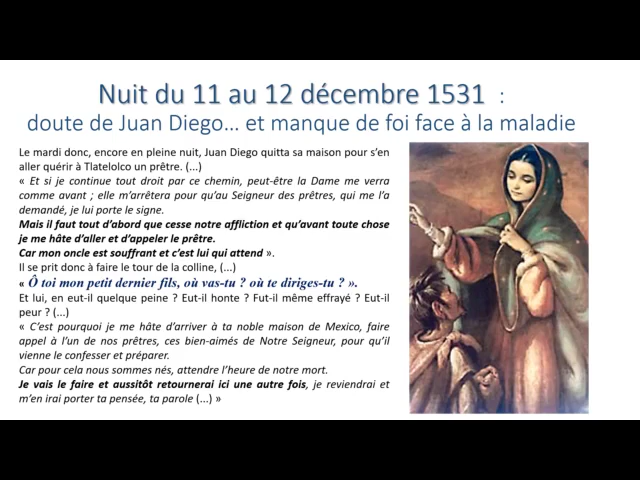 Nuit du 11 au 12 décembre 1531 :
doute de Juan Diego... et manque de foi face à la maladie
Le mardi donc, encore en pleine nuit, Juan Diego quitta sa maison pour s'en
aller quérir à Tlatelolco un prêtre. (...)
« Et si je continue tout droit par ce chemin, peut-être la Dame me verra
comme avant ; elle m'arrêtera pour qu'au Seigneur des prêtres, qui me l'a
demandé, je lui porte le signe.
Mais il faut tout d'abord que cesse notre affliction et qu'avant toute chose
je me hâte d'aller et d'appeler le prêtre.
Car mon oncle est souffrant et c'est lui qui attend ».
Il se prit donc à faire le tour de la colline, (...)
« Ô toi mon petit dernier fils, où vas-tu ? où te diriges-tu ? ».
Et lui, en eut-il quelque peine ? Eut-il honte ? Fut-il même effrayé ? Eut-il
peur ? (...)
« C'est pourquoi je me hâte d'arriver à ta noble maison de Mexico, faire
appel à l'un de nos prêtres, ces bien-aimés de Notre Seigneur, pour qu'il
vienne le confesser et préparer.
Car pour cela nous sommes nés, attendre l'heure de notre mort.
Je vais le faire et aussitôt retournerai ici une autre fois, je reviendrai et
m'en irai porter ta pensée, ta parole (...) »